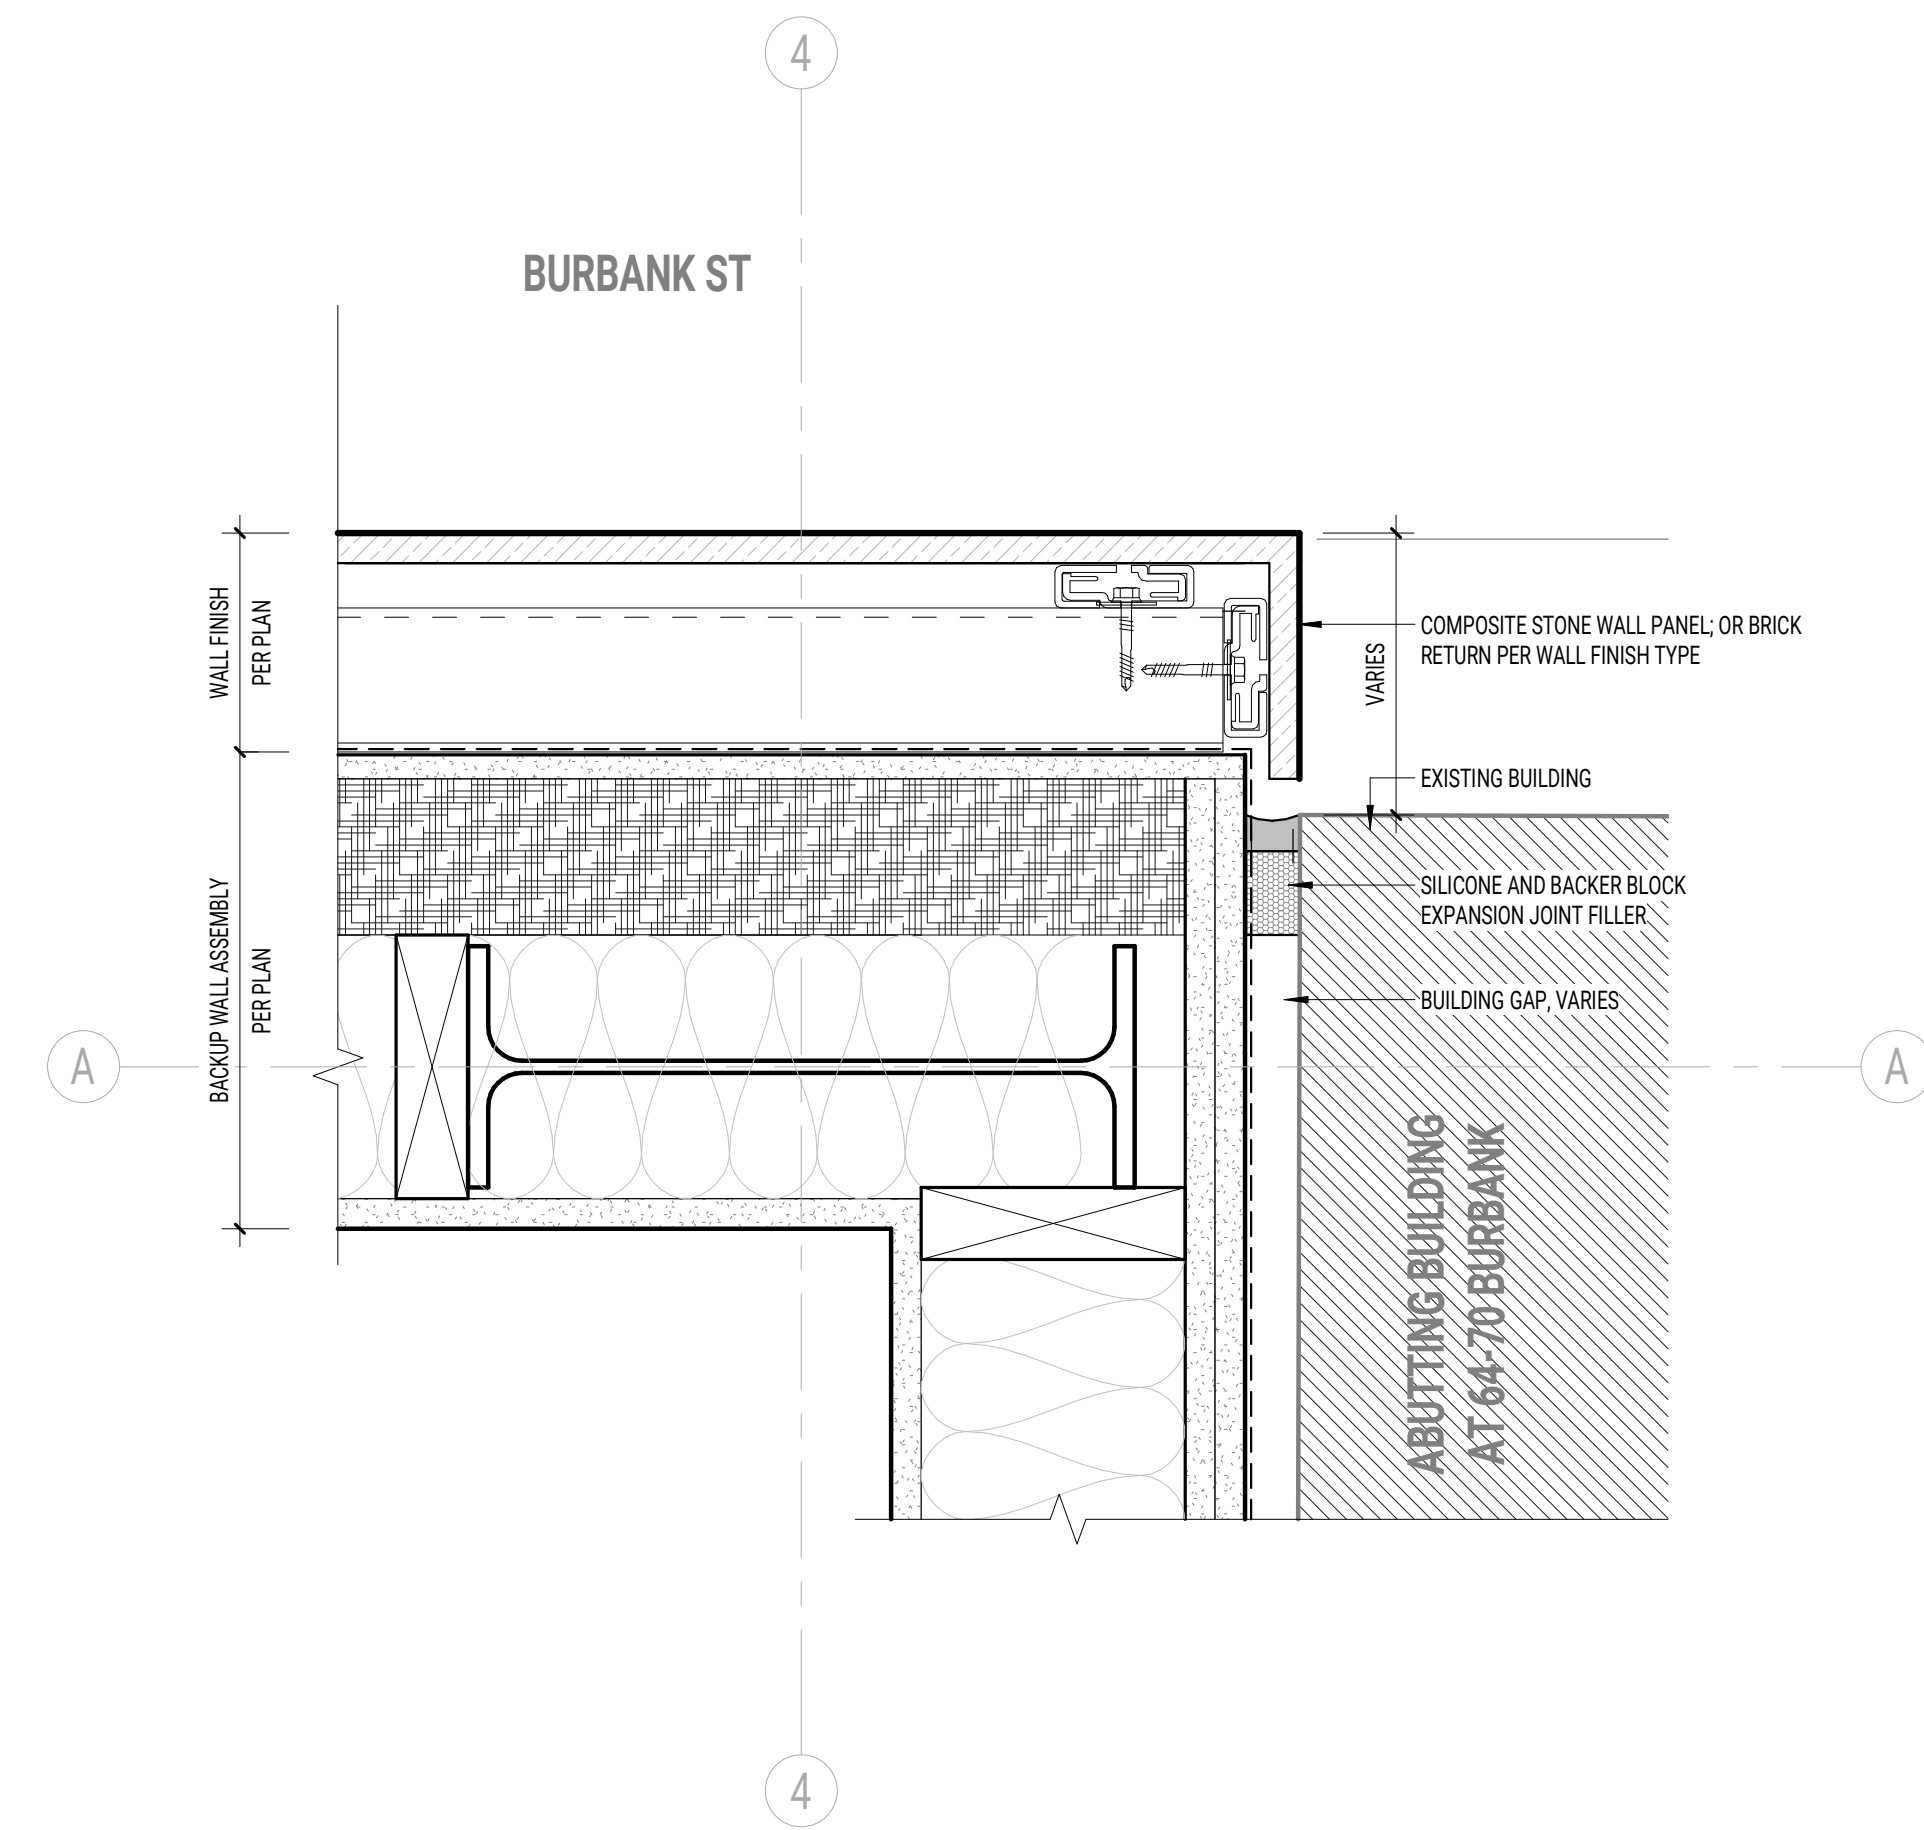 4
BURBANK ST
WALL FINISH
PER PLAN
VARIES
COMPOSITE STONE WALL PANEL; OR BRICK
RETURN PER WALL FINISH TYPE
EXISTING BUILDING
SILICONE AND BACKER BLOCK
EXPANSION JOINT FILLER
BACKUP WALL ASSEMBLY
PER PLAN
BUILDING GAP, VARIES
A
A
ABUTTING BUILDING
AT 64-70 BURBANK
4